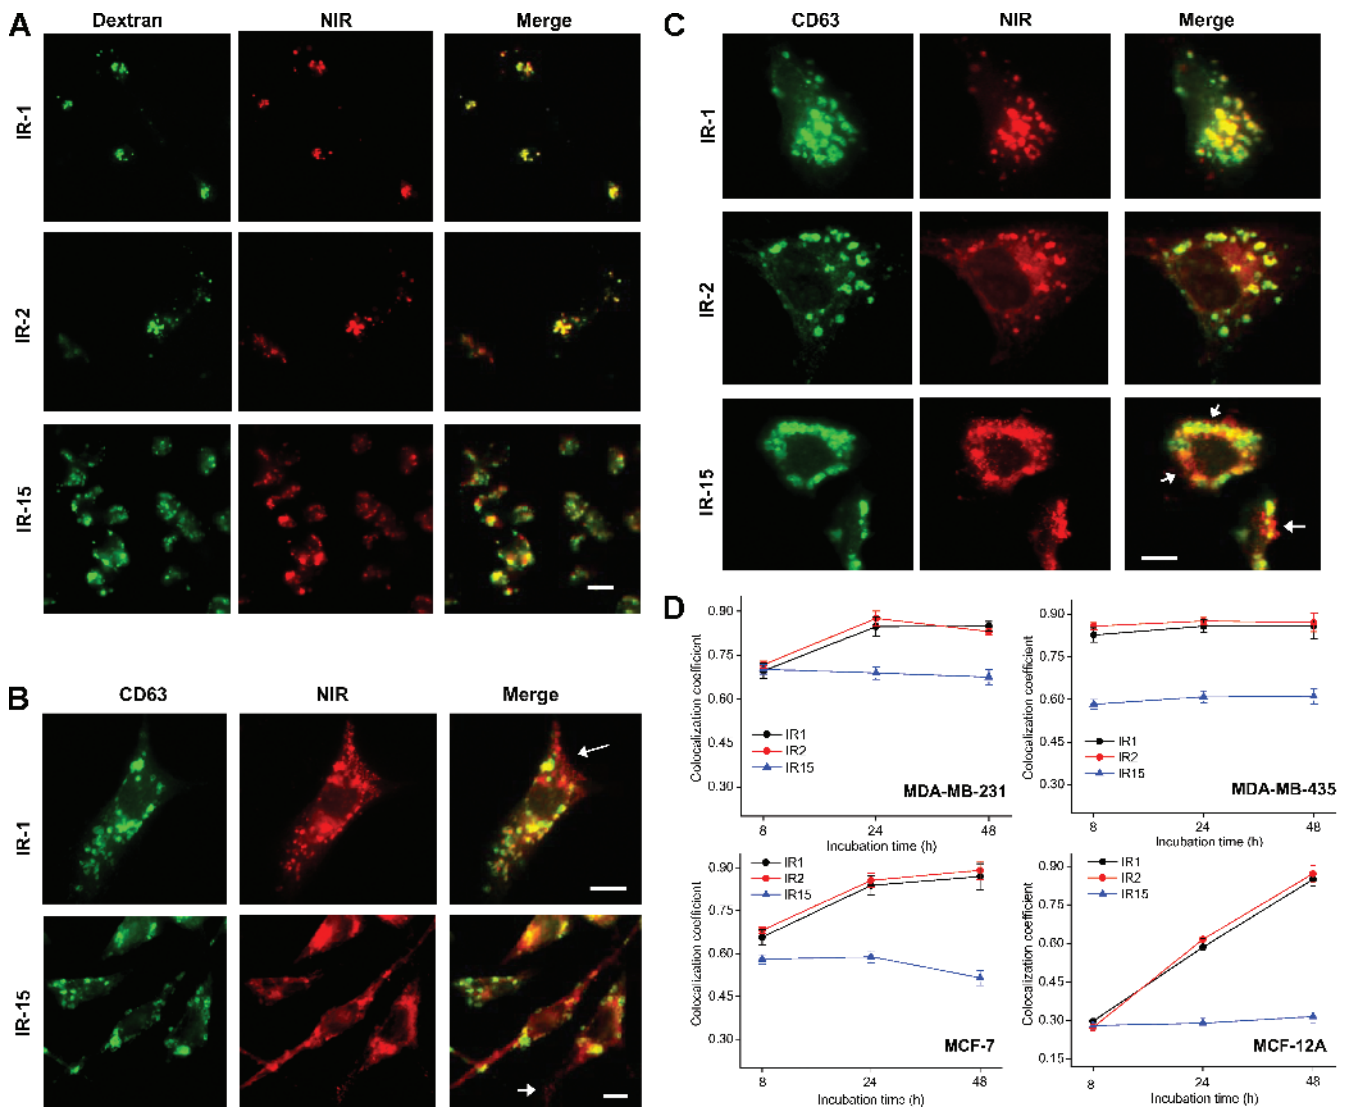 A
Dextran NIR Merge
IR-1
IR-2
IR-15
B
CD63 NIR Merge
IR-1
IR-15
C
CD63 NIR Merge
IR-1
IR-2
IR-15
D
Colocalization coefficient
0.90
0.75
0.60
0.45
0.30
IR1
IR2
IR15
MDA-MB-231
8 24 48
Incubation time (h)
Colocalization coefficient
0.90
0.75
0.60
0.45
0.30
IR1
IR2
IR15
MDA-MB-435
8 24 48
Incubation time (h)
Colocalization coefficient
0.90
0.75
0.60
0.45
0.30
IR1
IR2
IR15
MCF-7
8 24 48
Incubation time (h)
Colocalization coefficient
0.90
0.75
0.60
0.45
0.30
0.15
IR1
IR2
IR15
MCF-12A
8 24 48
Incubation time (h)